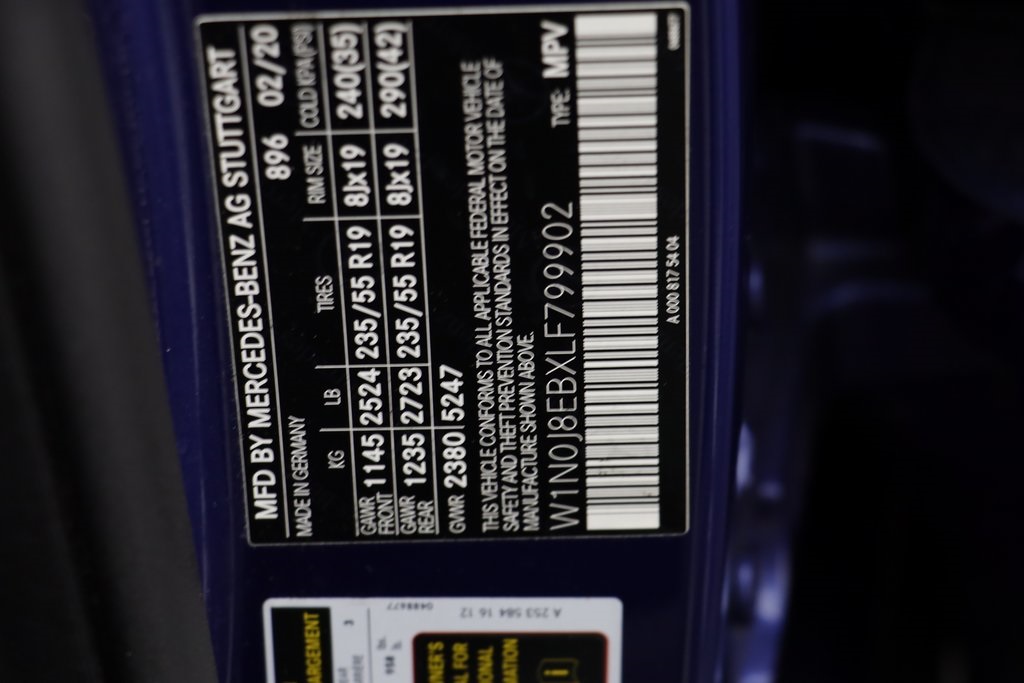 MFD BY MERCEDES-BENZ AG STUTTGART
MADE IN GERMANY 896 02/20
KG LB TIRES RIM SIZE COLD KPA(PSI)
GAWR FRONT 1145 2524 235/55 R19 8Jx19 240(35)
GAWR REAR 1235 2723 235/55 R19 8Jx19 290(42)
GVWR 2380 5247
THIS VEHICLE CONFORMS TO ALL APPLICABLE FEDERAL MOTOR VEHICLE
SAFETY AND THEFT PREVENTION STANDARDS IN EFFECT ON THE DATE OF
MANUFACTURE SHOWN ABOVE.
W1N0J8EBXLF799902 TYPE: MPV
A 000 817 54 04
A 253 584 16 12